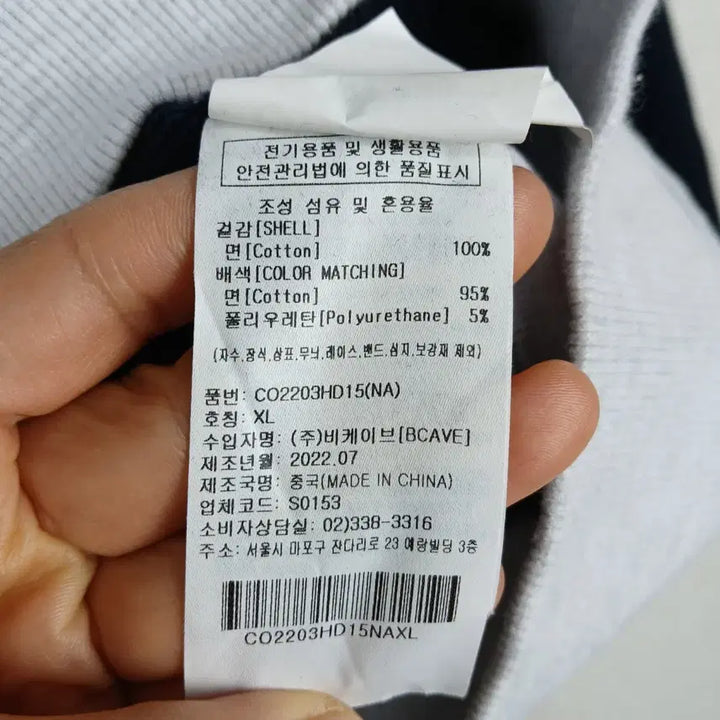 전기용품 및 생활용품
안전관리법에 의한 품질표시
조성 섬유 및 혼용율
겉감[SHELL]
면[Cotton] 100%
배색[COLOR MATCHING]
면[Cotton] 95%
폴리우레탄[Polyurethane] 5%
(자수,장식,상표,무늬,레이스,밴드,심지,보강재 제외)
품번: CO2203HD15(NA)
호칭: XL
수입자명: (주)비케이브[BCAVE]
제조년월: 2022.07
제조국명: 중국(MADE IN CHINA)
업체코드: S0153
소비자상담실: 02)338-3316
주소: 서울시 마포구 잔다리로 23 예랑빌딩 3층
CO2203HD15NAXL